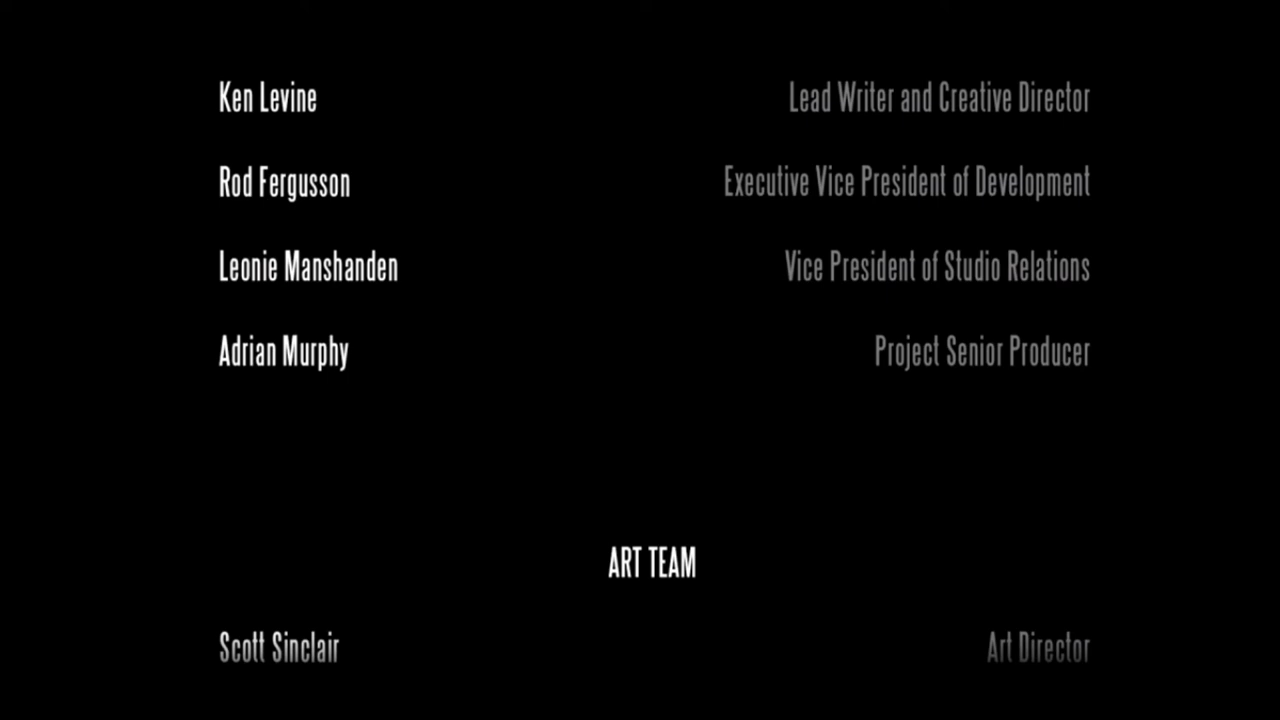 Ken Levine Lead Writer and Creative Director
Rod Fergusson Executive Vice President of Development
Leonie Manshanden Vice President of Studio Relations
Adrian Murphy Project Senior Producer
ART TEAM
Scott Sinclair Art Director